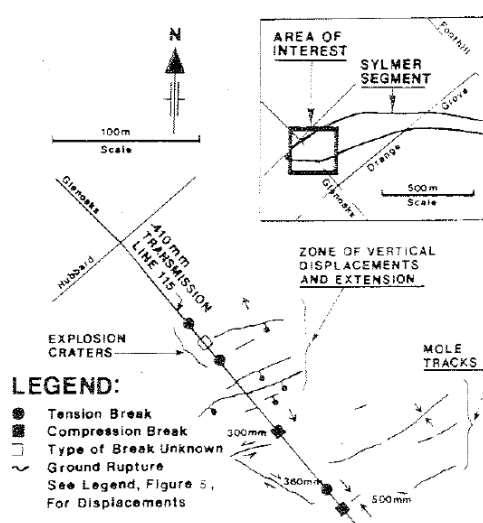 N
100m
Scale
AREA OF
INTEREST
SYLMER
SEGMENT
Foothill
Glove
Orange
Glenoaks
500m
Scale
Glenoaks
Hubbard
410mm
TRANSMISSION
LINE 115
ZONE OF VERTICAL
DISPLACEMENTS
AND EXTENSION
EXPLOSION
CRATERS
MOLE
TRACKS
300mm
360mm
500mm
LEGEND:
Tension Break
Compression Break
Type of Break Unknown
Ground Rupture
See Legend, Figure 5,
For Displacements